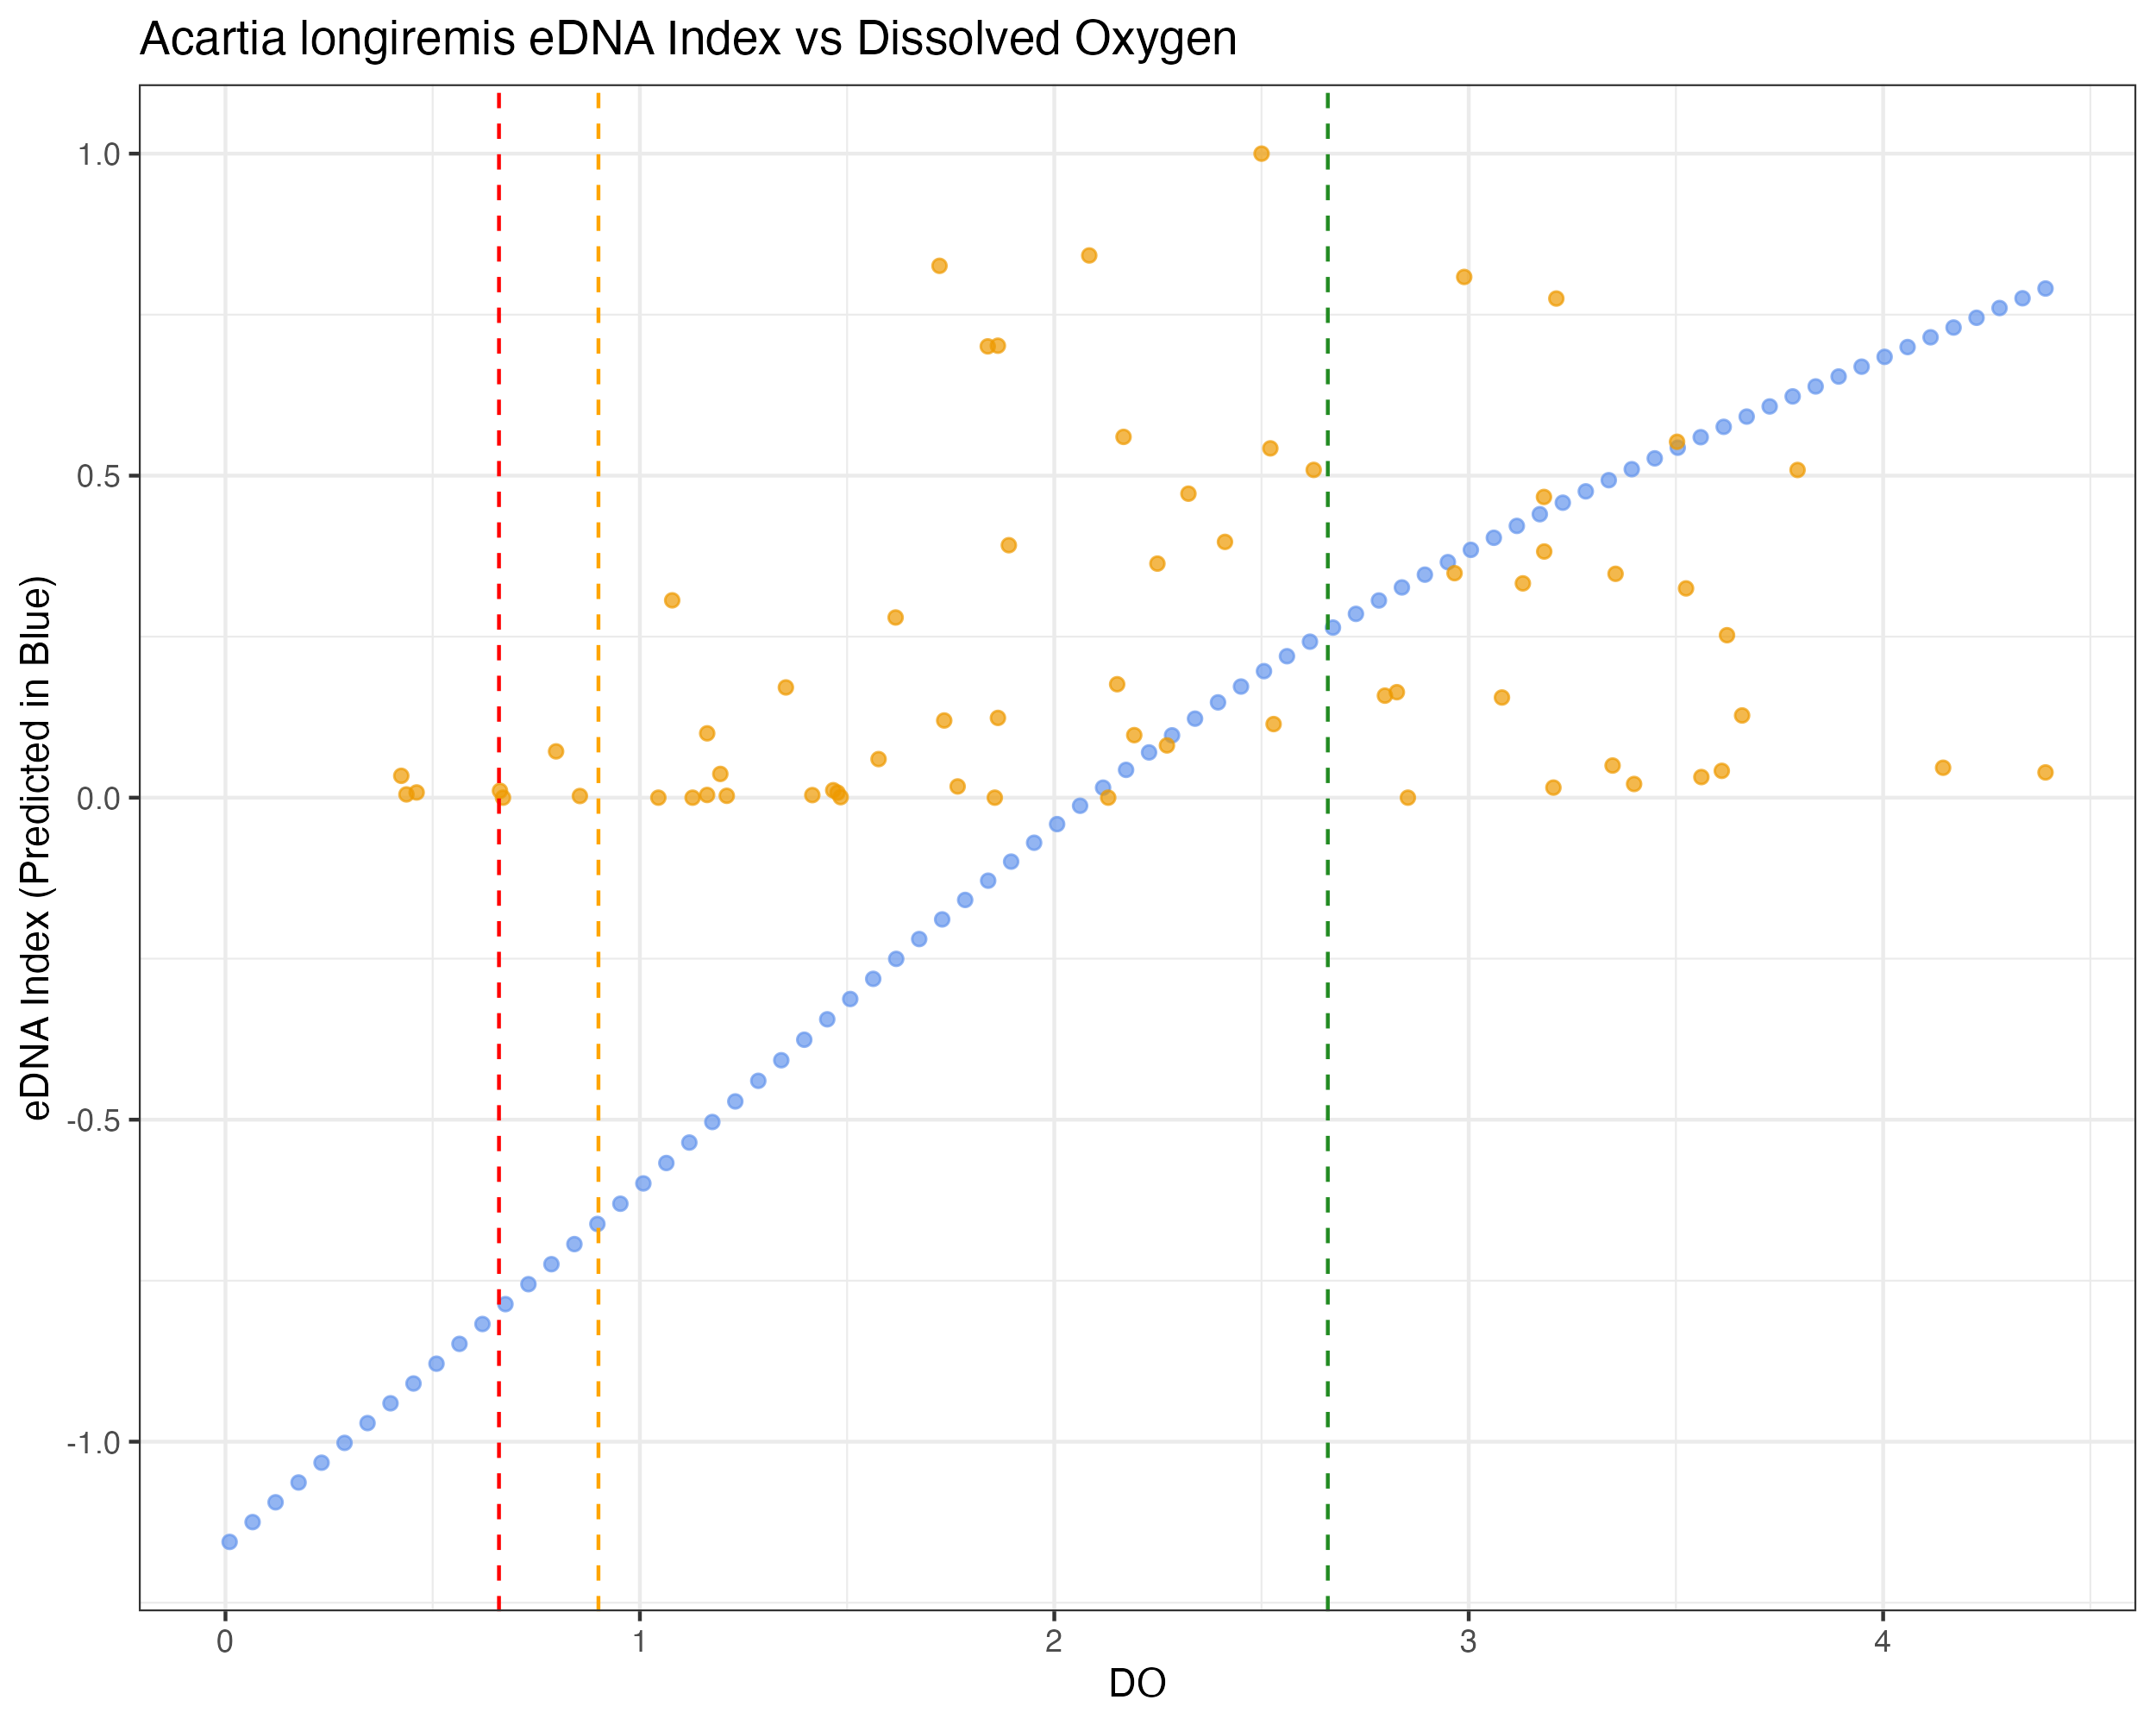 Acartia longiremis eDNA Index vs Dissolved Oxygen
eDNA Index (Predicted in Blue)
1.0
0.5
0.0
-0.5
-1.0
0 1 2 3 4
DO